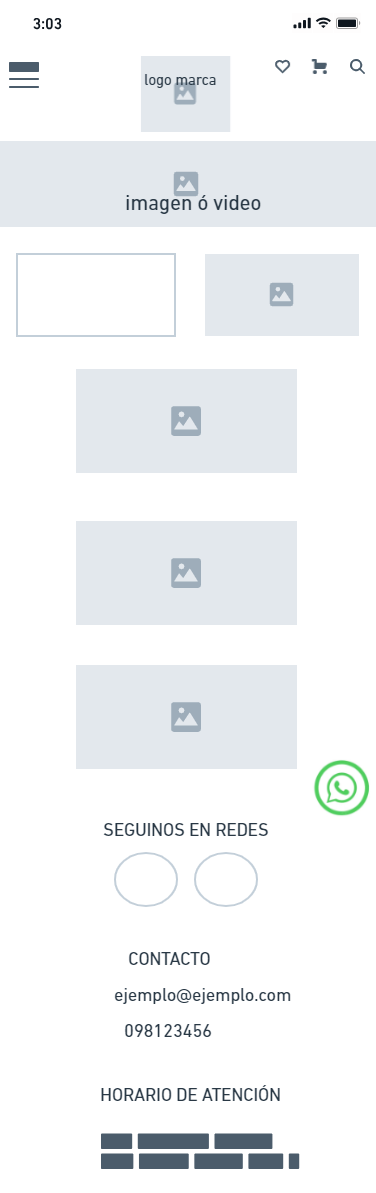 3:03
logo marca
imagen ó video
SEGUINOS EN REDES
CONTACTO
ejemplo@ejemplo.com
098123456
HORARIO DE ATENCIÓN